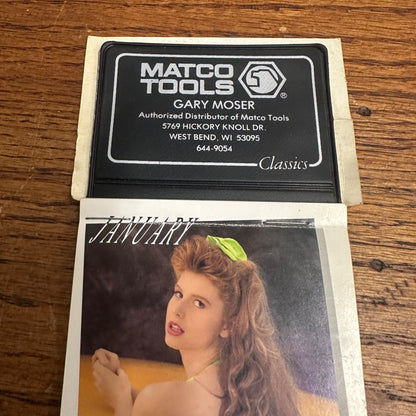 MATCO
TOOLS ®
GARY MOSER
Authorized Distributor of Matco Tools
5769 HICKORY KNOLL DR.
WEST BEND, WI 53095
644-9054
Classics
JANUARY